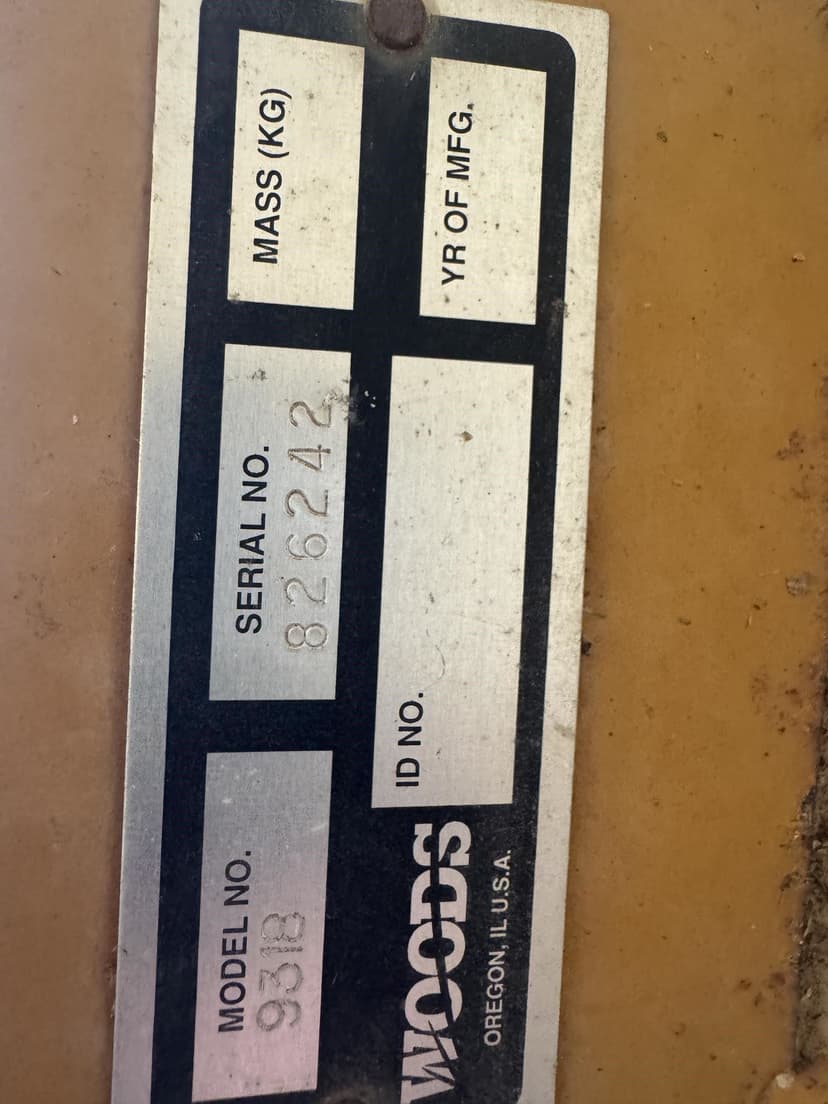 MODEL NO.
9318
SERIAL NO.
826242
MASS (KG)
WOODS
OREGON, IL U.S.A.
ID NO.
YR OF MFG.